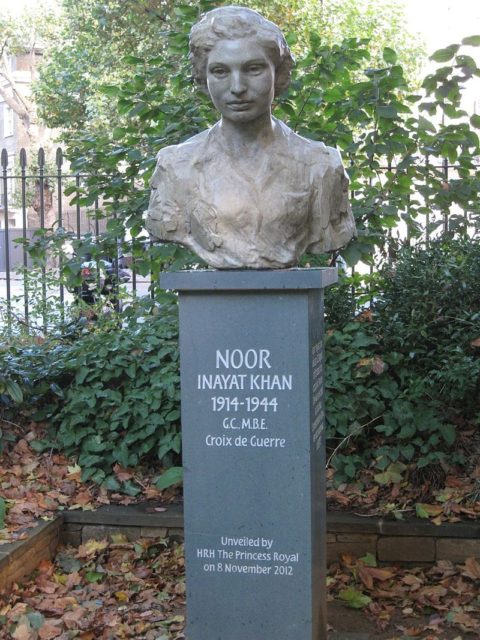 NOOR
INAYAT KHAN
1914-1944
G.C. M.B.E.
Croix de Guerre
Unveiled by
HRH The Princess Royal
on 8 November 2012